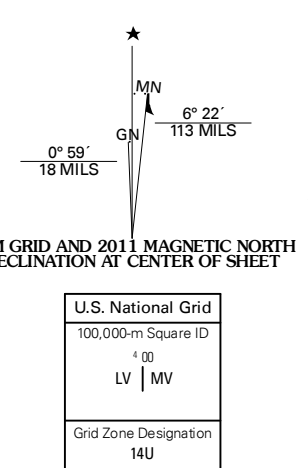 ★
MN
6° 22´
113 MILS
GN
0° 59´
18 MILS
M GRID AND 2011 MAGNETIC NORTH
ECLINATION AT CENTER OF SHEET
U.S. National Grid
100,000-m Square ID
4 00
LV | MV
Grid Zone Designation
14U